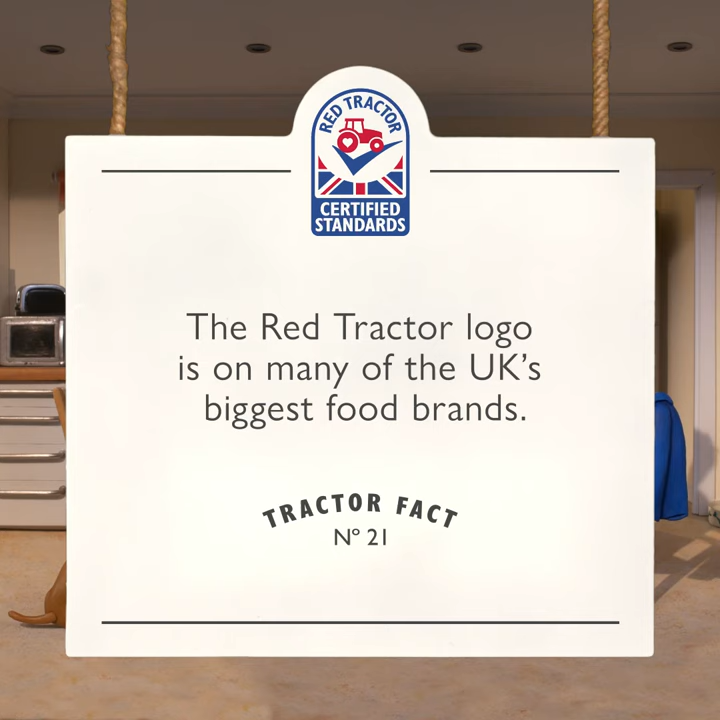 RED TRACTOR
CERTIFIED
STANDARDS
The Red Tractor logo
is on many of the UK’s
biggest food brands.
TRACTOR FACT
Nº 21